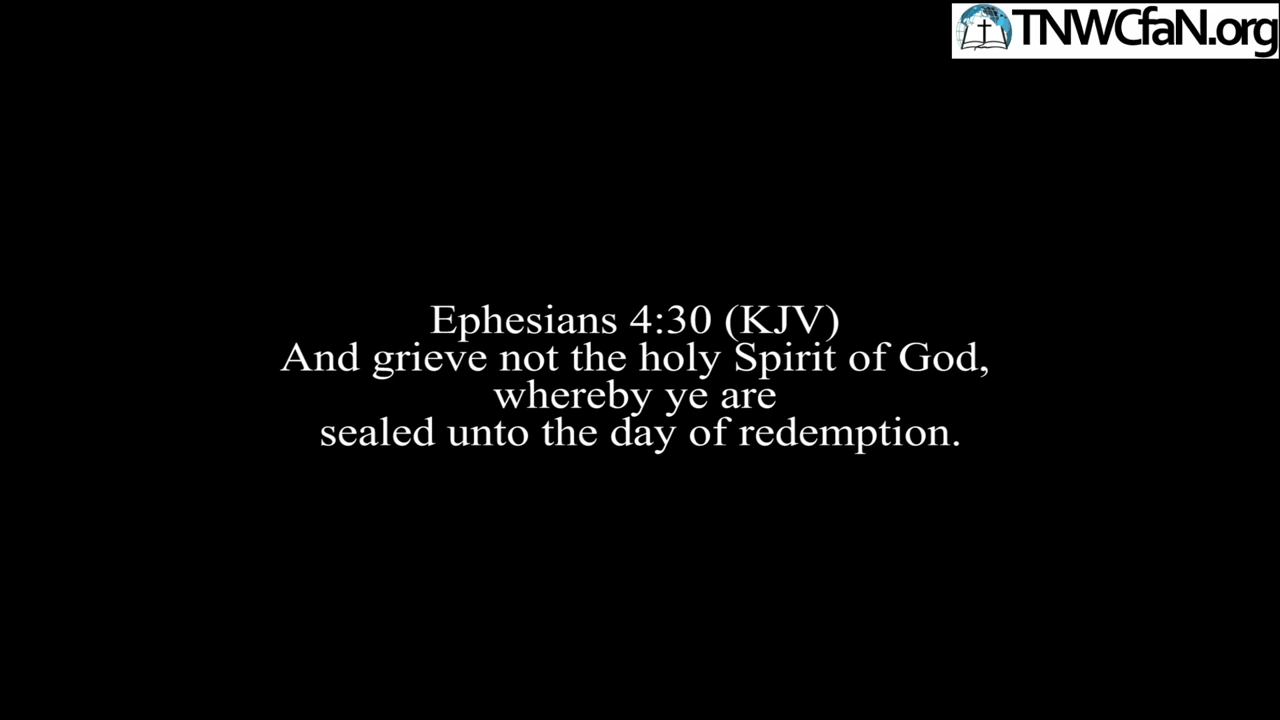 TNWCfaN.org
Ephesians 4:30 (KJV)
And grieve not the holy Spirit of God,
whereby ye are
sealed unto the day of redemption.